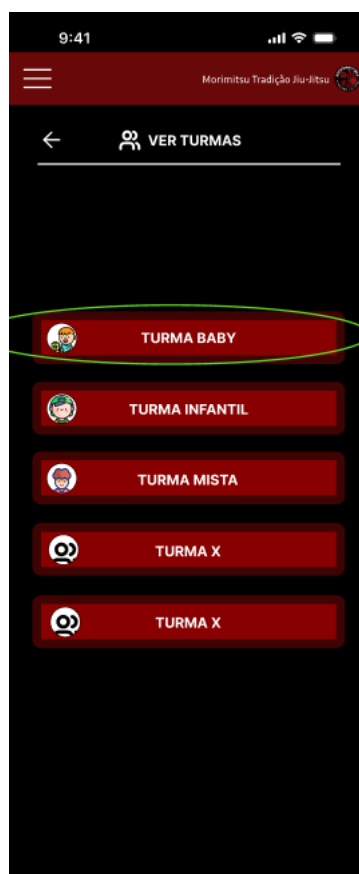 9:41
Morimitsu Tradição Jiu-Jitsu
VER TURMAS
TURMA BABY
TURMA INFANTIL
TURMA MISTA
TURMA X
TURMA X